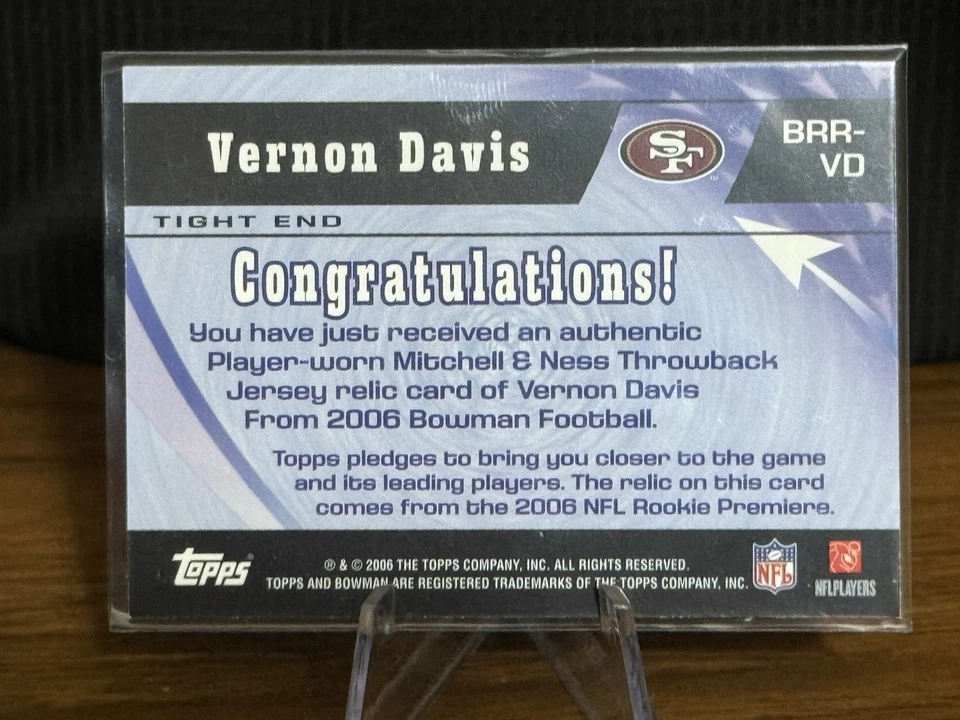 Vernon Davis
SF
TM
BRR-
VD
TIGHT END
Congratulations!
You have just received an authentic
Player-worn Mitchell & Ness Throwback
Jersey relic card of Vernon Davis
From 2006 Bowman Football.
Topps pledges to bring you closer to the game
and its leading players. The relic on this card
comes from the 2006 NFL Rookie Premiere.
Topps®
® & © 2006 THE TOPPS COMPANY, INC. ALL RIGHTS RESERVED.
TOPPS AND BOWMAN ARE REGISTERED TRADEMARKS OF THE TOPPS COMPANY, INC.
NFL
NFLPLAYERS